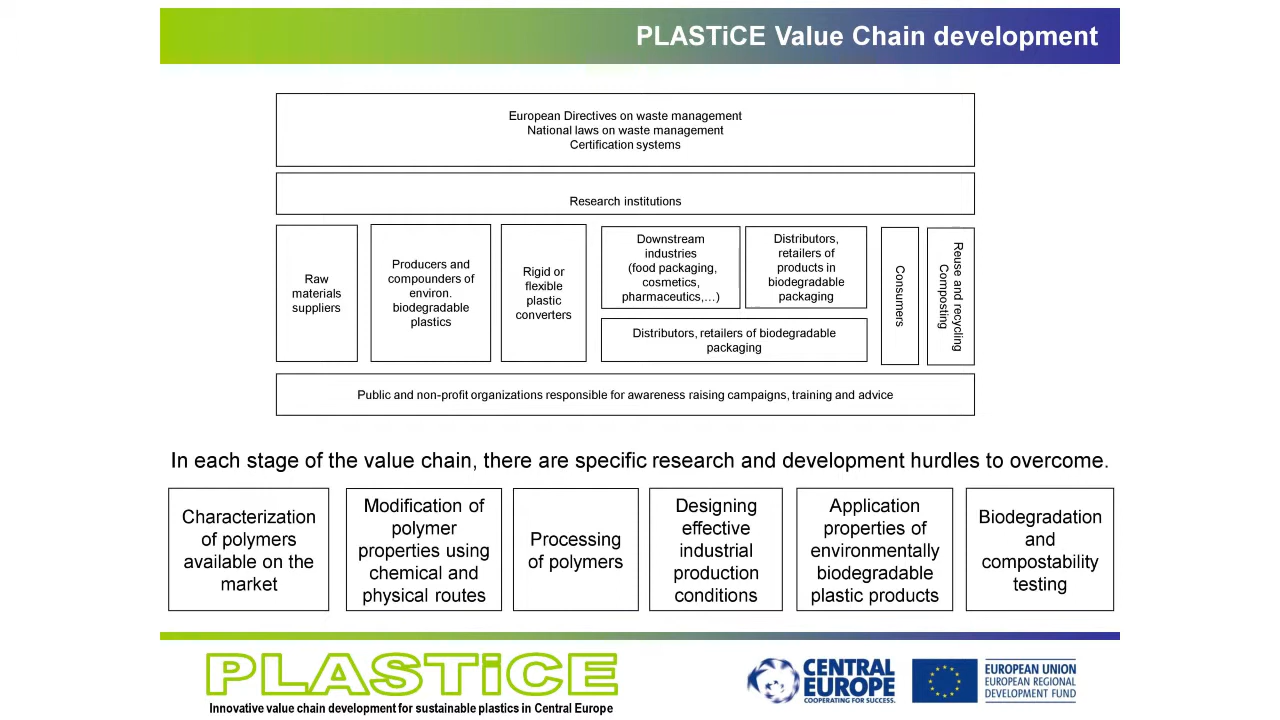 PLASTiCE Value Chain development
European Directives on waste management
National laws on waste management
Certification systems
Research institutions
Raw
materials
suppliers
Producers and
compounders of
environ.
biodegradable
plastics
Rigid or
flexible
plastic
converters
Downstream
industries
(food packaging,
cosmetics,
pharmaceutics,…)
Distributors,
retailers of
products in
biodegradable
packaging
Distributors, retailers of biodegradable
packaging
Consumers
Reuse and recycling
Composting
Public and non-profit organizations responsible for awareness raising campaigns, training and advice
In each stage of the value chain, there are specific research and development hurdles to overcome.
Characterization
of polymers
available on the
market
Modification of
polymer
properties using
chemical and
physical routes
Processing
of polymers
Designing
effective
industrial
production
conditions
Application
properties of
environmentally
biodegradable
plastic products
Biodegradation
and
compostability
testing
PLASTiCE
Innovative value chain development for sustainable plastics in Central Europe
CENTRAL
EUROPE
COOPERATING FOR SUCCESS.
EUROPEAN UNION
EUROPEAN REGIONAL
DEVELOPMENT FUND